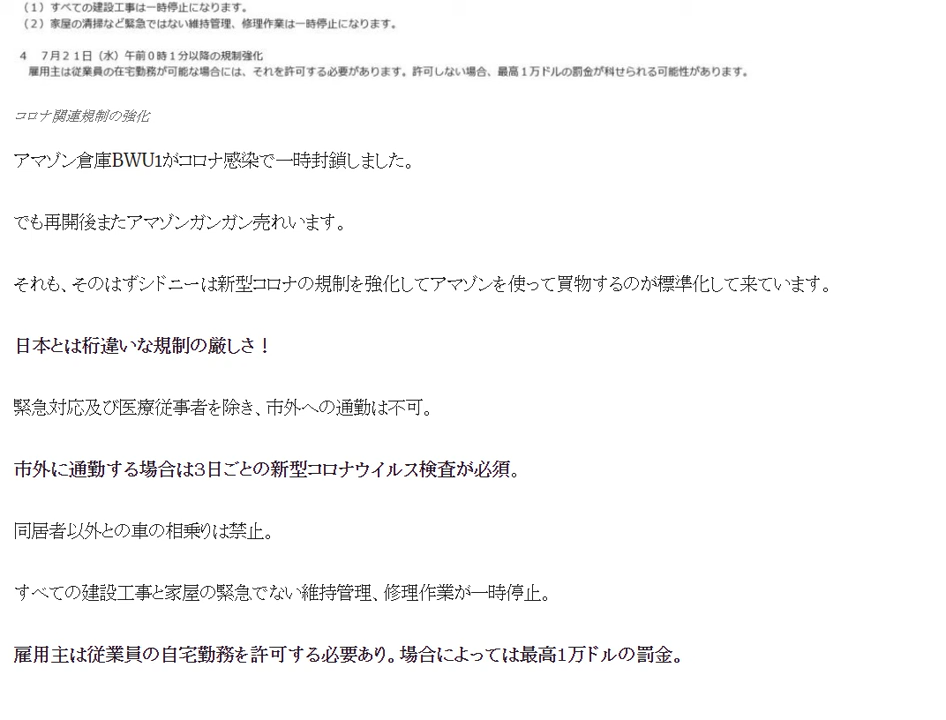 （1）すべての建設工事は一時停止になります。
（2）家屋の清掃など緊急ではない維持管理、修理作業は一時停止になります。
4　7月21日（水）午前0時1分以降の規制強化
雇用主は従業員の在宅勤務が可能な場合には、それを許可する必要があります。許可しない場合、最高1万ドルの罰金が科せられる可能性があります。
コロナ関連規制の強化
アマゾン倉庫BWU1がコロナ感染で一時封鎖しました。
でも再開後またアマゾンガンガン売れいます。
それも、そのはずシドニーは新型コロナの規制を強化してアマゾンを使って買物するのが標準化して来ています。
日本とは桁違いな規制の厳しさ！
緊急対応及び医療従事者を除き、市外への通勤は不可。
市外に通勤する場合は3日ごとの新型コロナウイルス検査が必須。
同居者以外との車の相乗りは禁止。
すべての建設工事と家屋の緊急でない維持管理、修理作業が一時停止。
雇用主は従業員の自宅勤務を許可する必要あり。場合によっては最高1万ドルの罰金。